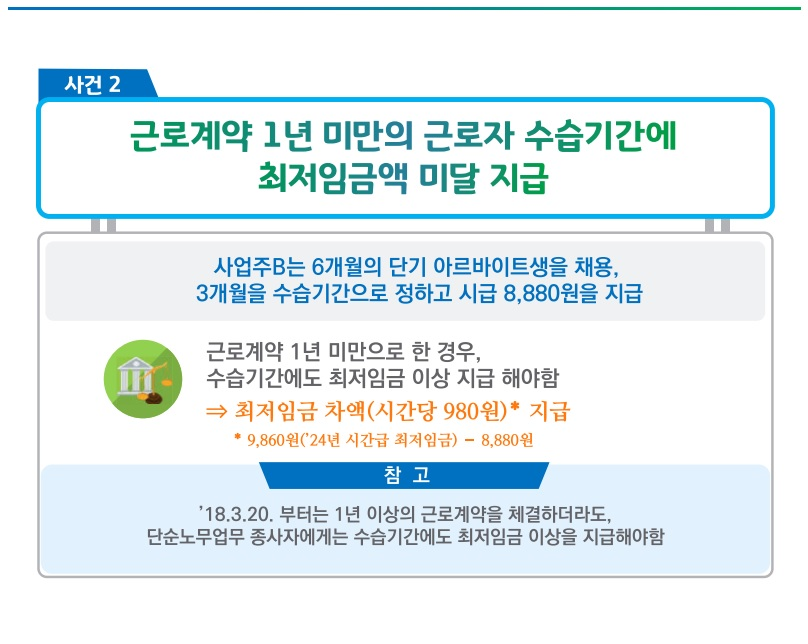 사건 2
근로계약 1년 미만의 근로자 수습기간에
최저임금액 미달 지급
사업주B는 6개월의 단기 아르바이트생을 채용,
3개월을 수습기간으로 정하고 시급 8,880원을 지급
근로계약 1년 미만으로 한 경우,
수습기간에도 최저임금 이상 지급 해야함
⇒ 최저임금 차액(시간당 980원)* 지급
* 9,860원('24년 시간급 최저임금) - 8,880원
참 고
'18.3.20. 부터는 1년 이상의 근로계약을 체결하더라도,
단순노무업무 종사자에게는 수습기간에도 최저임금 이상을 지급해야함